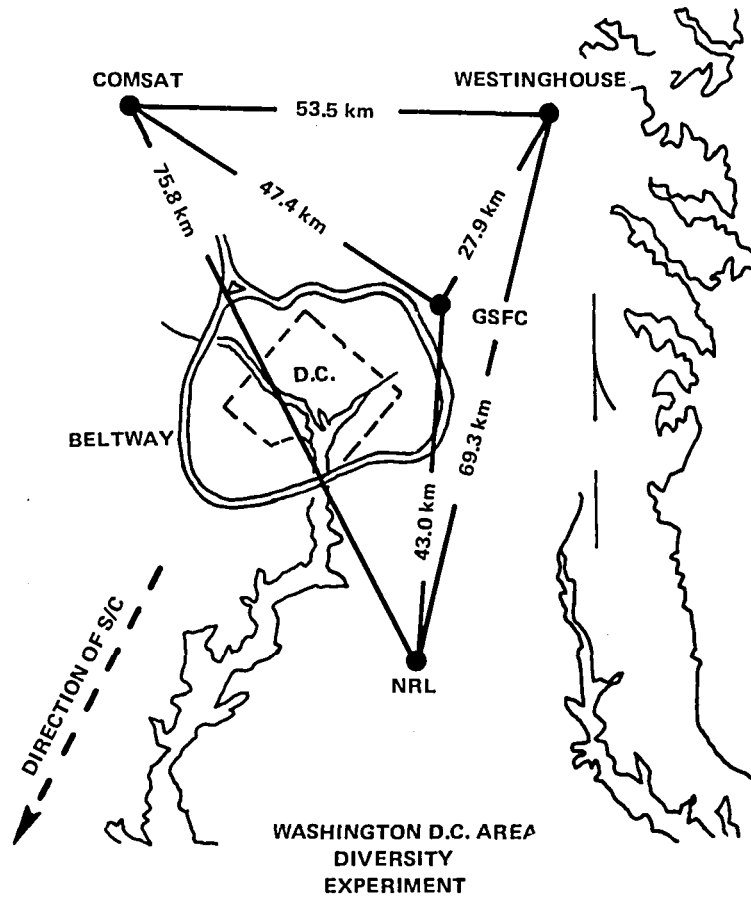 COMSAT
WESTINGHOUSE
53.5 km
75.8 km
47.4 km
27.9 km
GSFC
D.C.
BELTWAY
69.3 km
43.0 km
DIRECTION OF S/C
NRL
WASHINGTON D.C. AREA
DIVERSITY
EXPERIMENT